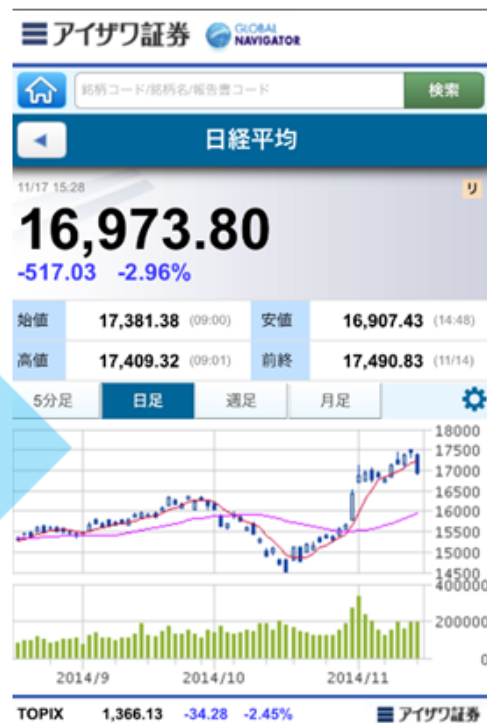 アイザワ証券 GLOBAL NAVIGATOR
銘柄コード/銘柄名/報告書コード 検索
日経平均
11/17 15:28 リ
16,973.80
-517.03 -2.96%
始値 17,381.38 (09:00) 安値 16,907.43 (14:48)
高値 17,409.32 (09:01) 前終 17,490.83 (11/14)
5分足 日足 週足 月足
18000
17500
17000
16500
16000
15500
15000
14500
400000
200000
0
2014/9 2014/10 2014/11
TOPIX 1,366.13 -34.28 -2.45% アイザワ証券